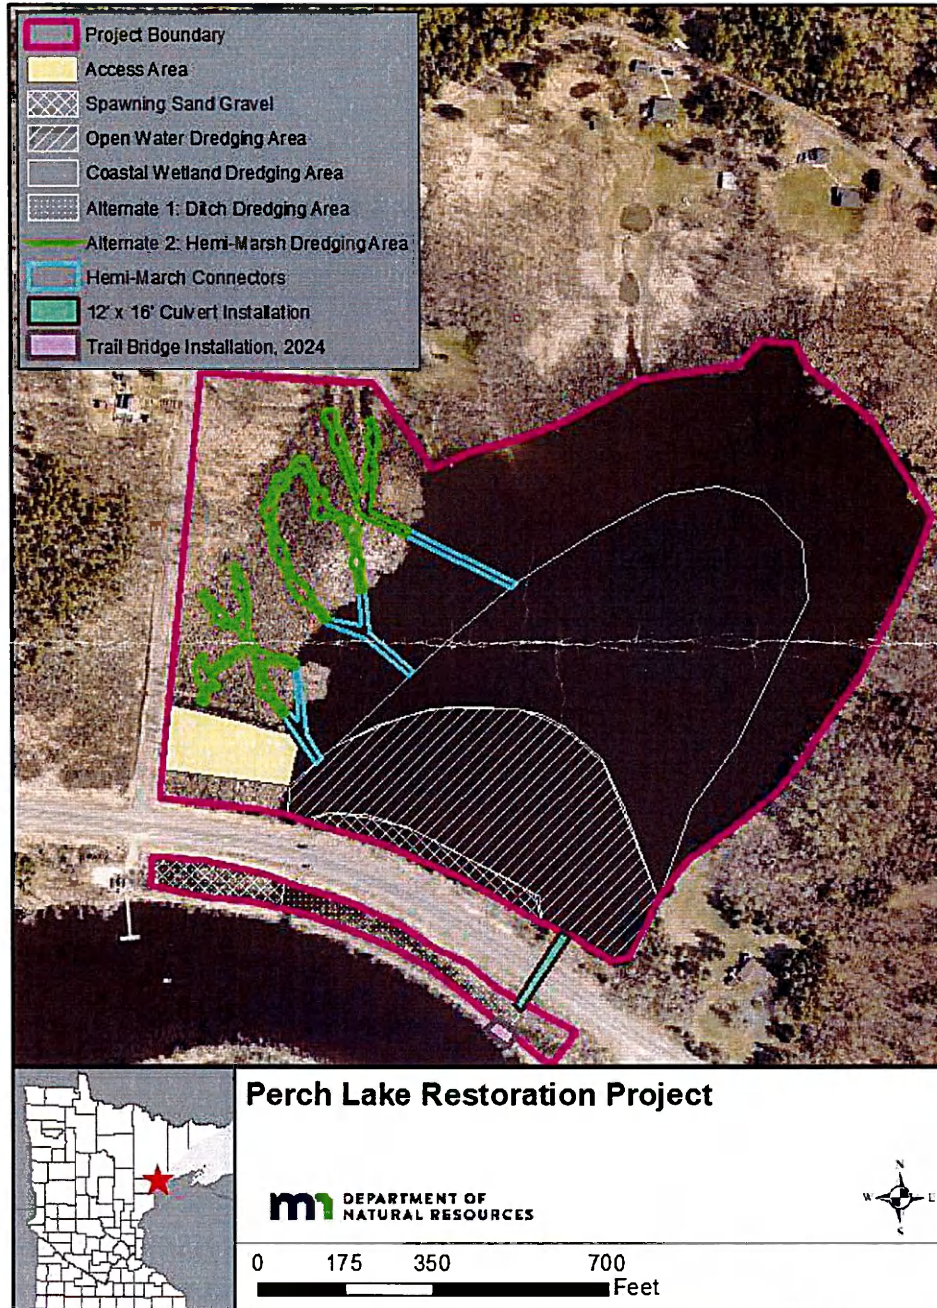 Project Boundary
Access Area
Spawning Sand Gravel
Open Water Dredging Area
Coastal Wetland Dredging Area
Alternate 1: Ditch Dredging Area
Alternate 2: Hemi-Marsh Dredging Area
Hemi-March Connectors
12' x 16' Culvert Installation
Trail Bridge Installation, 2024
Perch Lake Restoration Project
DEPARTMENT OF
NATURAL RESOURCES
N
W E
S
0 175 350 700
Feet